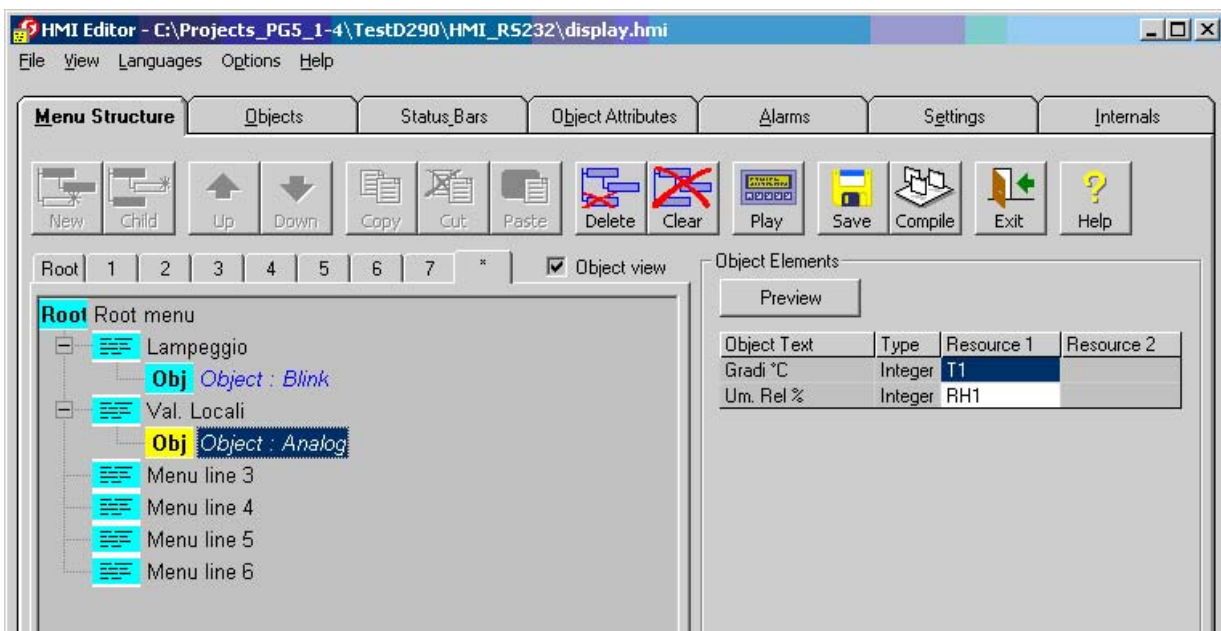 HMI Editor - C:\Projects_PG5_1-4\TestD290\HMI_RS232\display.hmi
File View Languages Options Help
Menu Structure Objects Status Bars Object Attributes Alarms Settings Internals
New Child Up Down Copy Cut Paste Delete Clear Play Save Compile Exit Help
Root 1 2 3 4 5 6 7 * Object view
Object Elements
Preview
Root Root menu
Lampeggio
Obj Object : Blink
Val. Locali
Obj Object : Analog
Menu line 3
Menu line 4
Menu line 5
Menu line 6
Object Text Type Resource 1 Resource 2
Gradi °C Integer T1
Um. Rel % Integer RH1